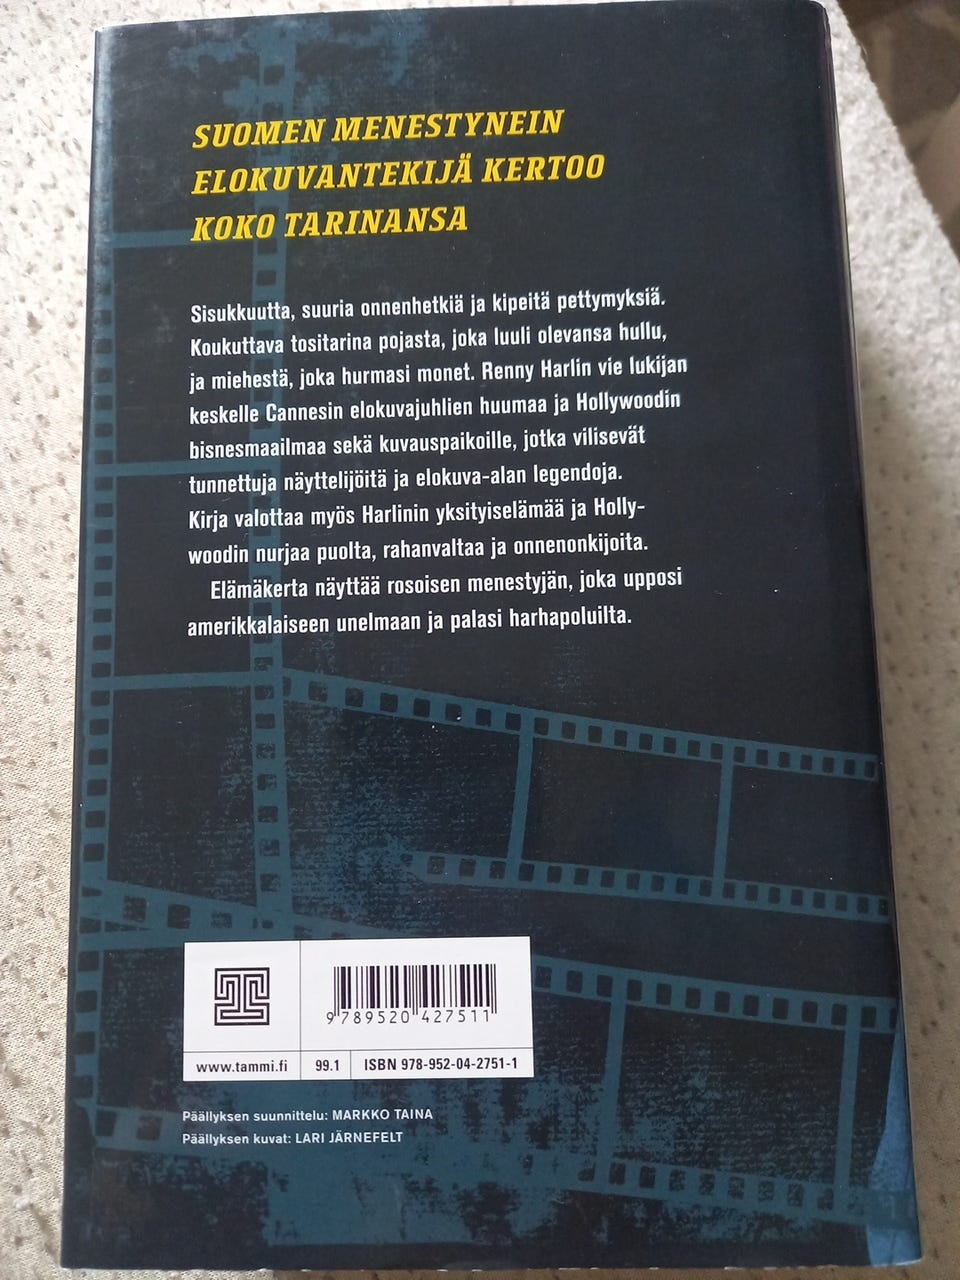 SUOMEN MENESTYNEIN
ELOKUVANTEKIJÄ KERTOO
KOKO TARINANSA
Sisukkuutta, suuria onnenhetkiä ja kipeitä pettymyksiä.
Koukuttava tositarina pojasta, joka luuli olevansa hullu,
ja miehestä, joka hurmasi monet. Renny Harlin vie lukijan
keskelle Cannesin elokuvajuhlien huumaa ja Hollywoodin
bisnesmaailmaa sekä kuvauspaikoille, jotka vilisevät
tunnettuja näyttelijöitä ja elokuva-alan legendoja.
Kirja valottaa myös Harlinin yksityiselämää ja Holly-
woodin nurjaa puolta, rahanvaltaa ja onnenonkijoita.
Elämäkerta näyttää rosoisen menestyjän, joka upposi
amerikkalaiseen unelmaan ja palasi harhapoluilta.
9 789520 427511
www.tammi.fi 99.1 ISBN 978-952-04-2751-1
Päällyksen suunnittelu: MARKKO TAINA
Päällyksen kuvat: LARI JÄRNEFELT